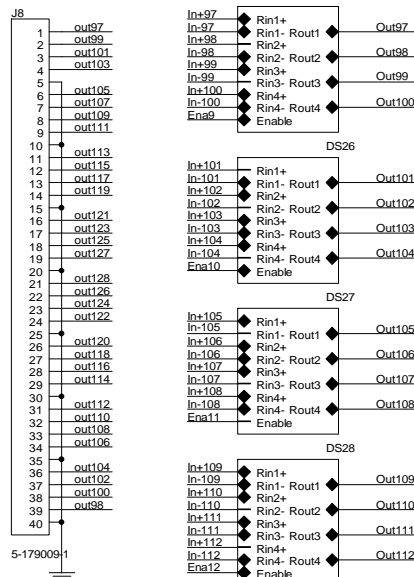 J8
1 out97
2 out99
3 out101
4 out103
5
6 out105
7 out107
8 out109
9 out111
10
11 out113
12 out115
13 out117
14 out119
15
16 out121
17 out123
18 out125
19 out127
20
21 out128
22 out126
23 out124
24 out122
25
26 out120
27 out118
28 out116
29 out114
30
31 out112
32 out110
33 out108
34 out106
35
36 out104
37 out102
38 out100
39 out98
40
5-179009-1
In+97 Rin1+
In-97 Rin1- Rout1 Out97
In+98 Rin2+
In-98 Rin2- Rout2 Out98
In+99 Rin3+
In-99 Rin3- Rout3 Out99
In+100 Rin4+
In-100 Rin4- Rout4 Out100
Ena9 Enable
DS26
In+101 Rin1+
In-101 Rin1- Rout1 Out101
In+102 Rin2+
In-102 Rin2- Rout2 Out102
In+103 Rin3+
In-103 Rin3- Rout3 Out103
In+104 Rin4+
In-104 Rin4- Rout4 Out104
Ena10 Enable
DS27
In+105 Rin1+
In-105 Rin1- Rout1 Out105
In+106 Rin2+
In-106 Rin2- Rout2 Out106
In+107 Rin3+
In-107 Rin3- Rout3 Out107
In+108 Rin4+
In-108 Rin4- Rout4 Out108
Ena11 Enable
DS28
In+109 Rin1+
In-109 Rin1- Rout1 Out109
In+110 Rin2+
In-110 Rin2- Rout2 Out110
In+111 Rin3+
In-111 Rin3- Rout3 Out111
In+112 Rin4+
In-112 Rin4- Rout4 Out112
Ena12 Enable